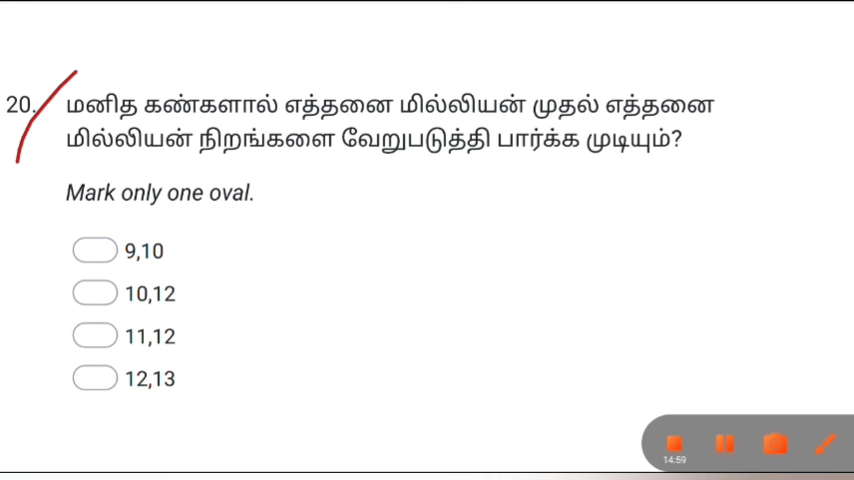 20. மனித கண்களால் எத்தனை மில்லியன் முதல் எத்தனை
மில்லியன் நிறங்களை வேறுபடுத்தி பார்க்க முடியும்?
Mark only one oval.
9,10
10,12
11,12
12,13
14:59